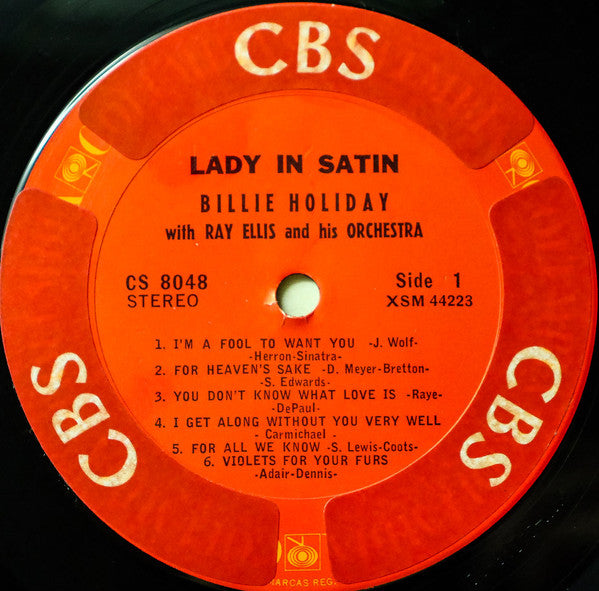 CBS
LADY IN SATIN
BILLIE HOLIDAY
with RAY ELLIS and his ORCHESTRA
CS 8048
STEREO
Side 1
XSM 44223
1. I'M A FOOL TO WANT YOU -J. Wolf-
-Herron-Sinatra-
2. FOR HEAVEN'S SAKE -D. Meyer-Bretton-
-S. Edwards-
3. YOU DON'T KNOW WHAT LOVE IS -Raye-
-DePaul-
4. I GET ALONG WITHOUT YOU VERY WELL
- Carmichael -
5. FOR ALL WE KNOW -S. Lewis-Coots-
6. VIOLETS FOR YOUR FURS
-Adair-Dennis-
CBS
CBS
MARCAS REG